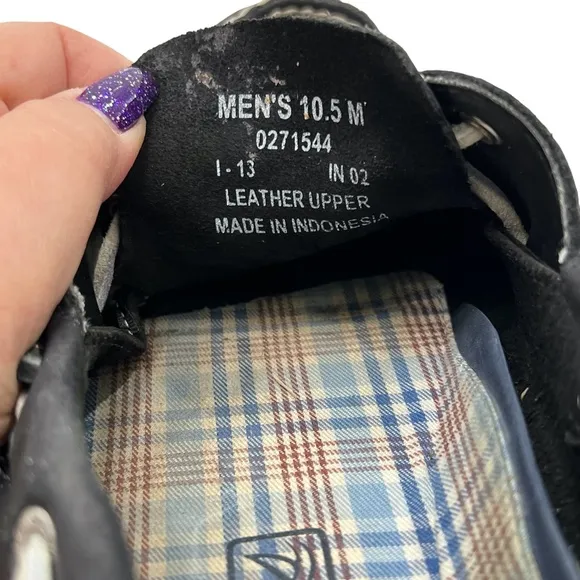 MEN'S 10.5 M
0271544
I - 13 IN 02
LEATHER UPPER
MADE IN INDONESIA